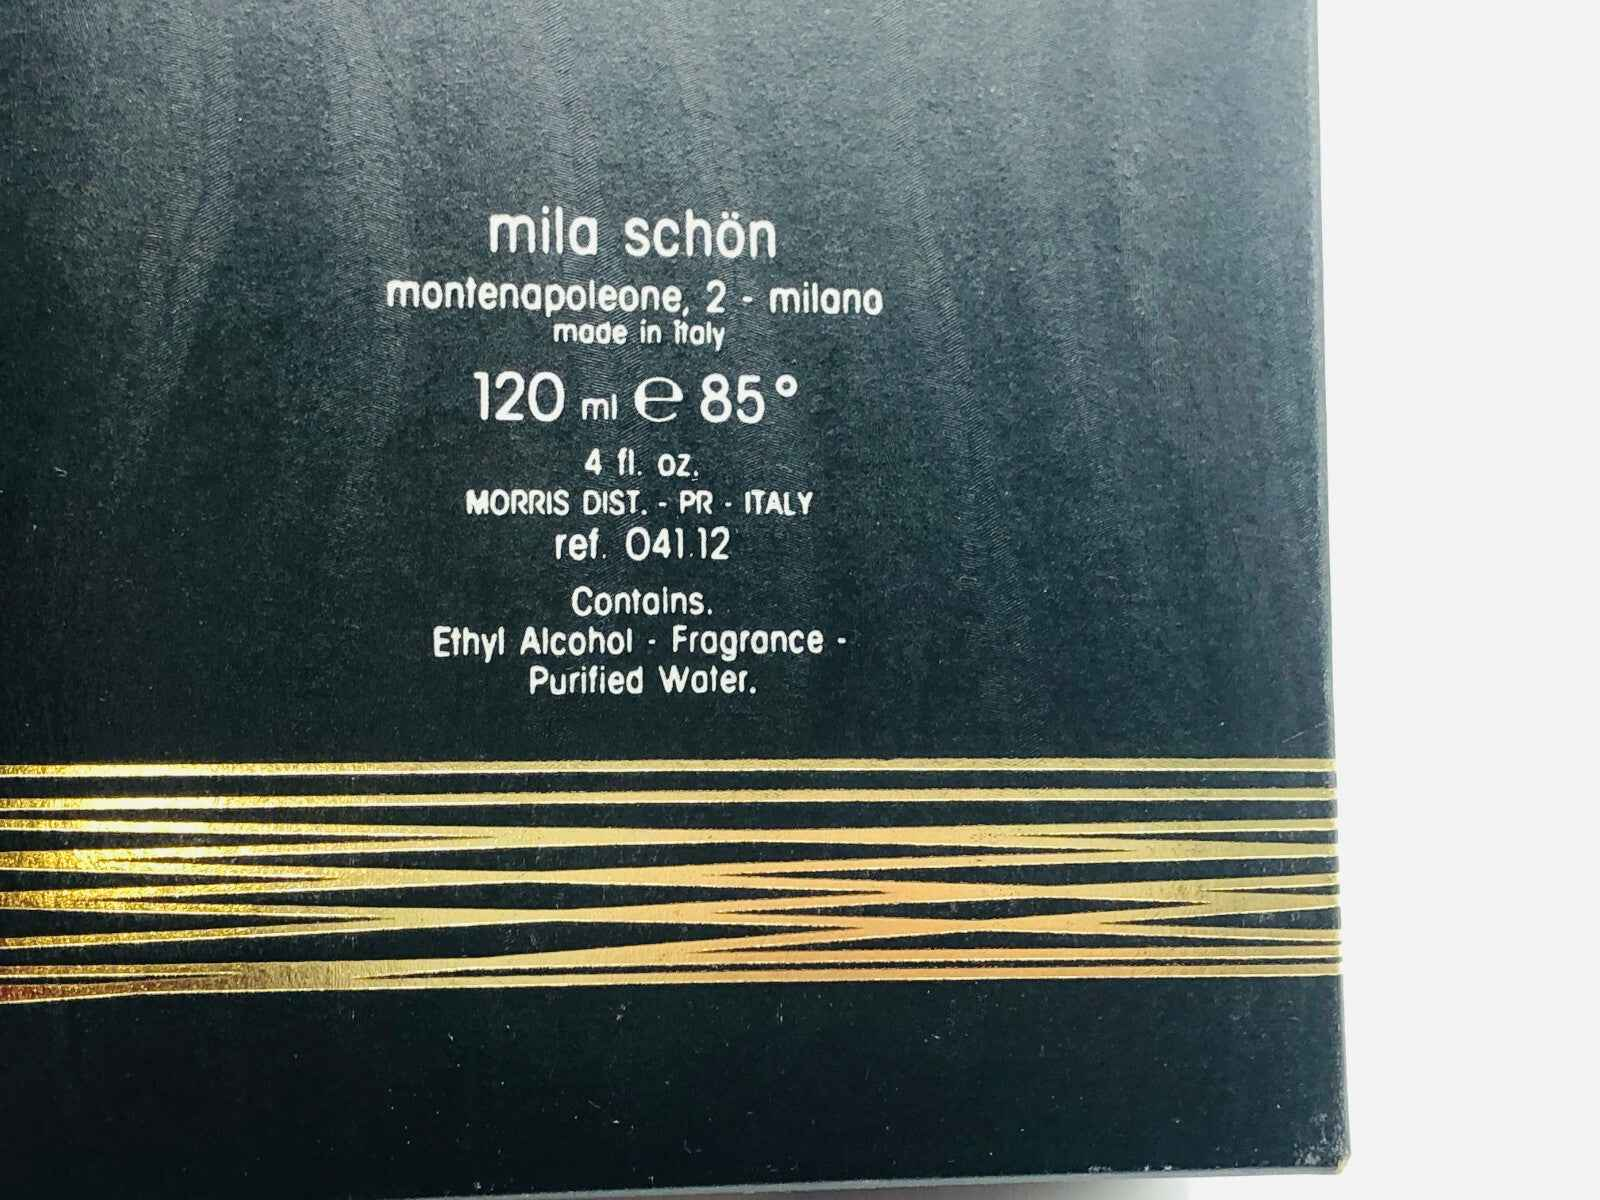 mila schön
montenapoleone, 2 - milano
made in italy
120 ml ℮ 85°
4 fl. oz.
MORRIS DIST. - PR - ITALY
ref. 041.12
Contains.
Ethyl Alcohol - Fragrance -
Purified Water.